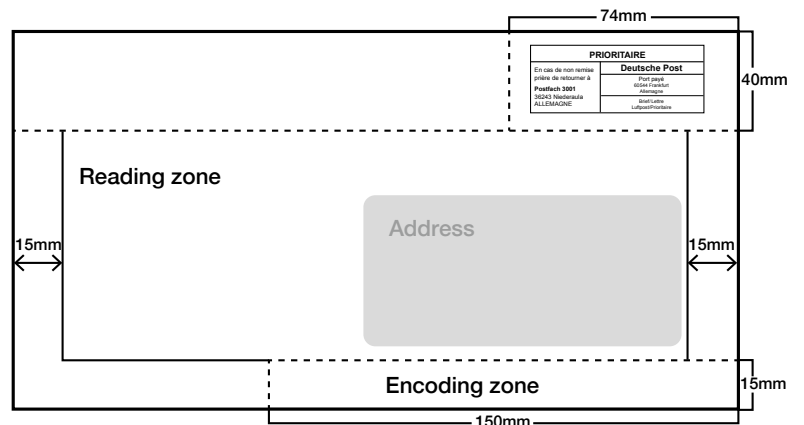 74mm
PRIORITAIRE
En cas de non remise
prière de retourner à
Postfach 3001
36243 Niederaula
ALLEMAGNE
Deutsche Post
Port payé
60544 Frankfurt
Allemagne
Brief/Lettre
Luftpost/Prioritaire
40mm
Reading zone
Address
15mm
15mm
Encoding zone
15mm
150mm